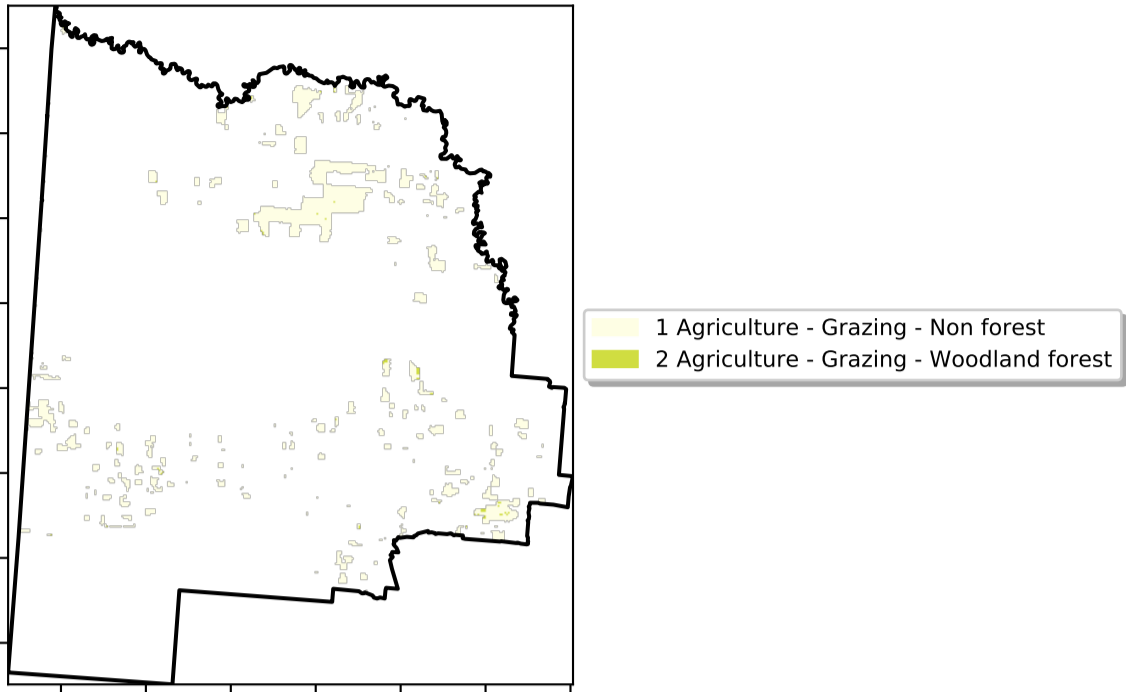 1 Agriculture - Grazing - Non forest
2 Agriculture - Grazing - Woodland forest